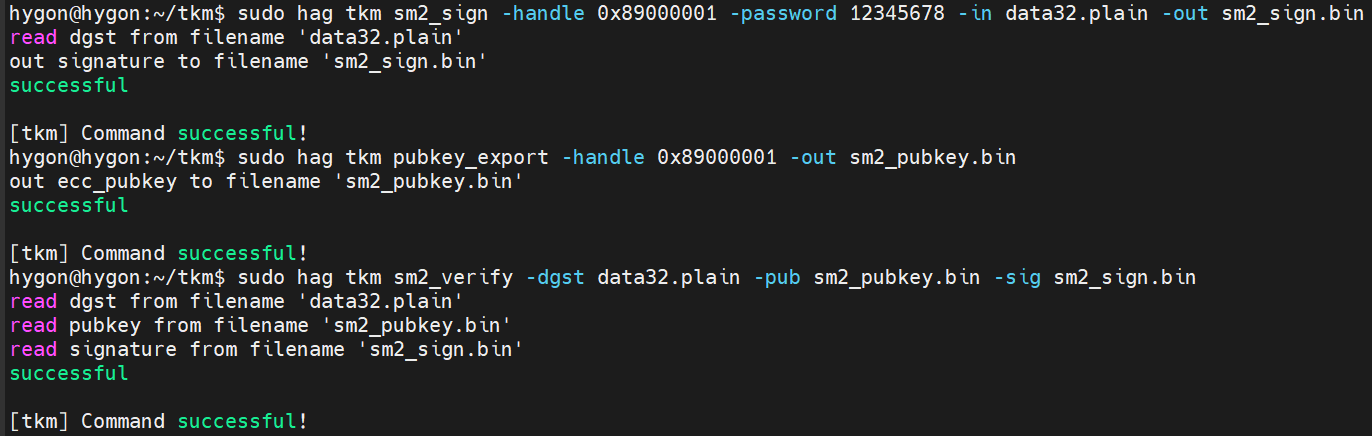 hygon@hygon:~/tkm$ sudo hag tkm sm2_sign -handle 0x89000001 -password 12345678 -in data32.plain -out sm2_sign.bin
read dgst from filename 'data32.plain'
out signature to filename 'sm2_sign.bin'
successful
[tkm] Command successful!
hygon@hygon:~/tkm$ sudo hag tkm pubkey_export -handle 0x89000001 -out sm2_pubkey.bin
out ecc_pubkey to filename 'sm2_pubkey.bin'
successful
[tkm] Command successful!
hygon@hygon:~/tkm$ sudo hag tkm sm2_verify -dgst data32.plain -pub sm2_pubkey.bin -sig sm2_sign.bin
read dgst from filename 'data32.plain'
read pubkey from filename 'sm2_pubkey.bin'
read signature from filename 'sm2_sign.bin'
successful
[tkm] Command successful!